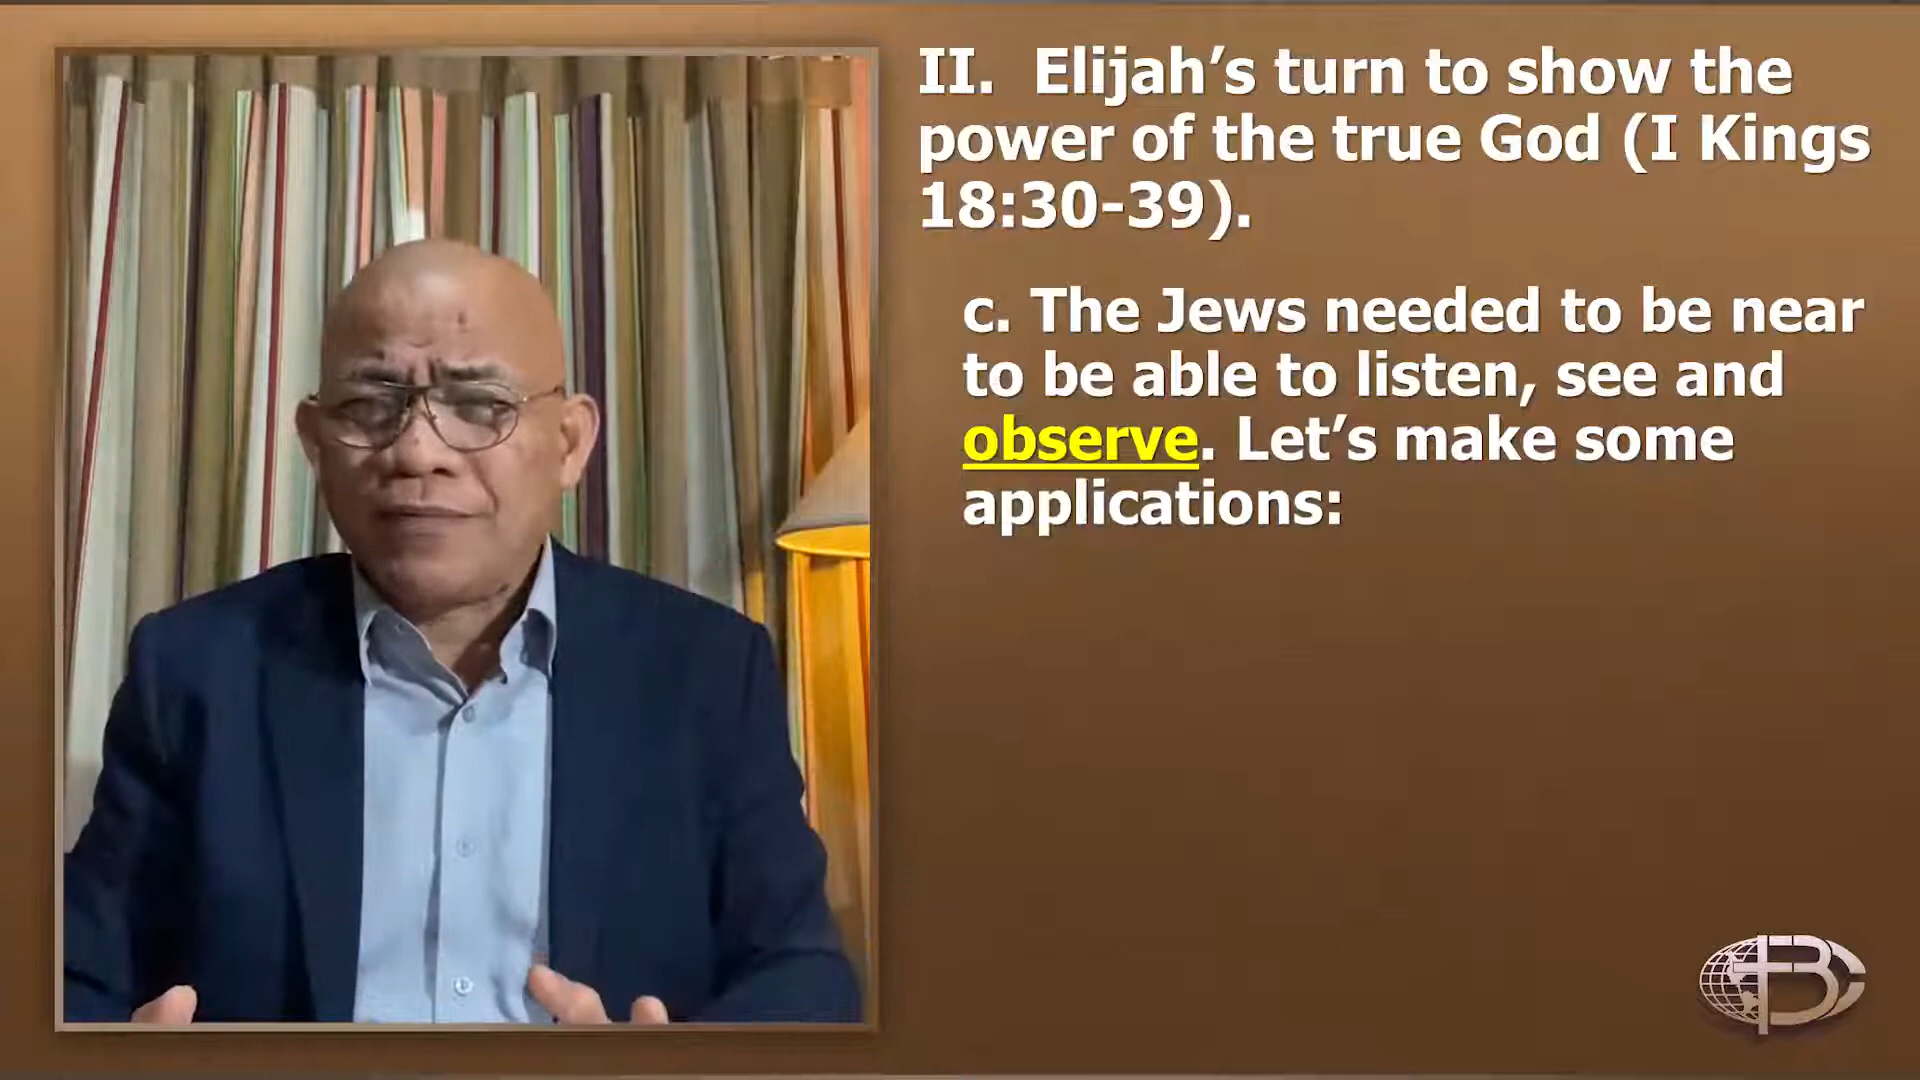 II.  Elijah’s turn to show the
power of the true God (I Kings
18:30-39).
c. The Jews needed to be near
to be able to listen, see and
observe. Let’s make some
applications: